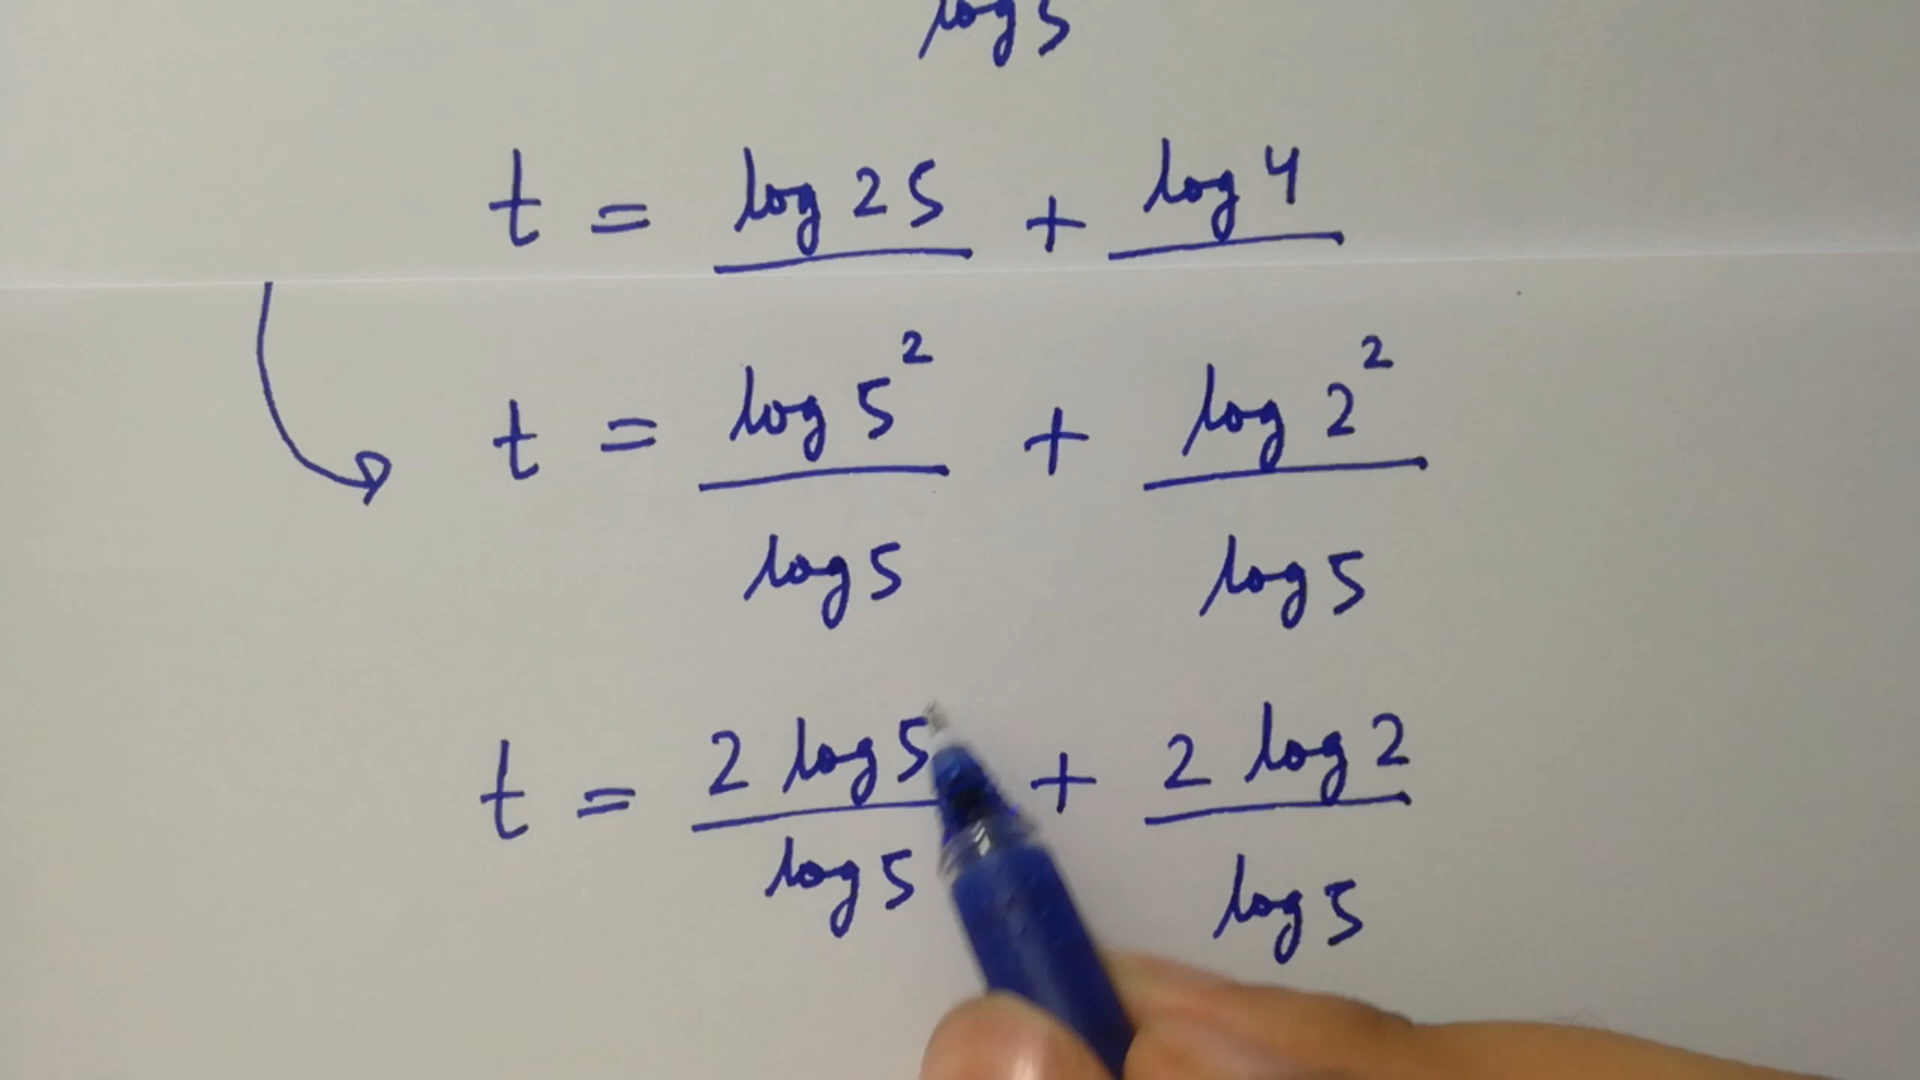 log 5
t = log 25 + log 4
t = log 5² / log 5 + log 2² / log 5
t = 2 log 5 / log 5 + 2 log 2 / log 5